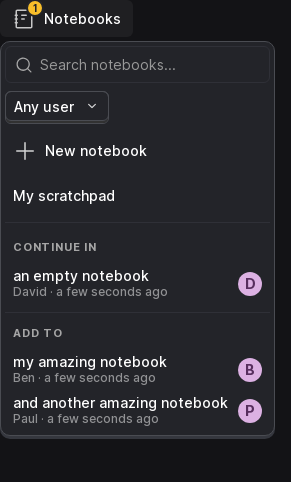 1
Notebooks
Search notebooks...
Any user
New notebook
My scratchpad
CONTINUE IN
an empty notebook
David · a few seconds ago
D
ADD TO
my amazing notebook
Ben · a few seconds ago
B
and another amazing notebook
Paul · a few seconds ago
P